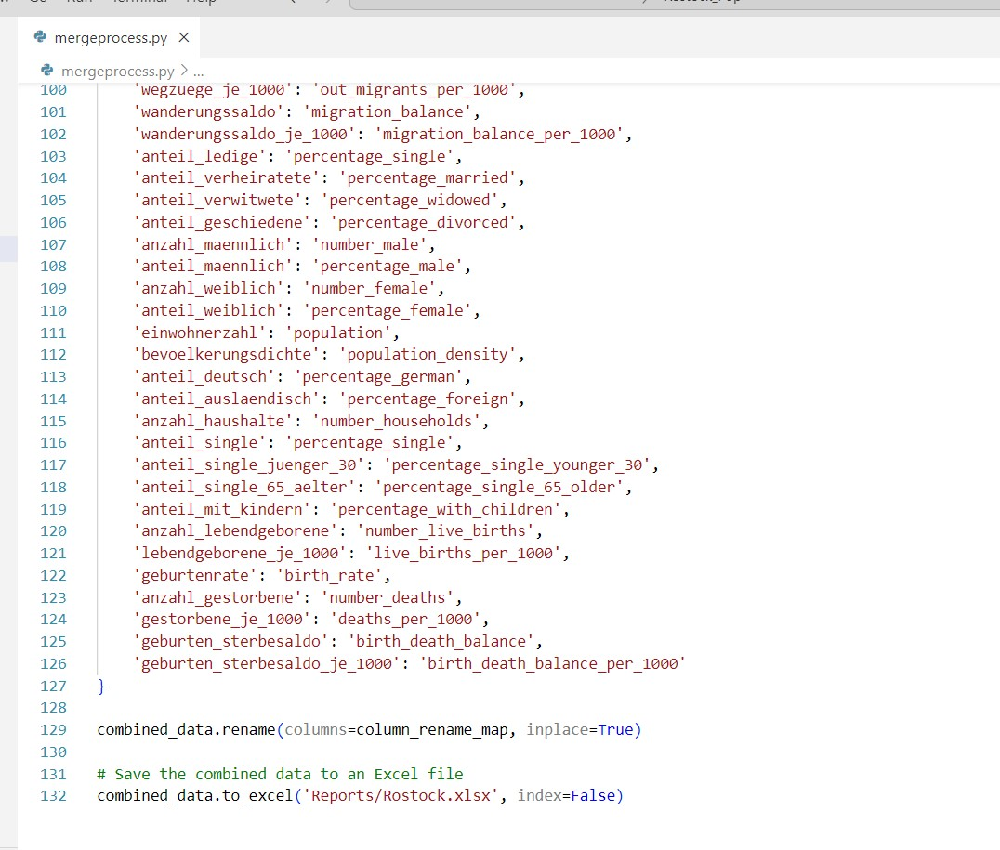 Run Terminal Help
mergeprocess.py ×
mergeprocess.py > ...
100 'wegzuege_je_1000': 'out_migrants_per_1000',
101 'wanderungssaldo': 'migration_balance',
102 'wanderungssaldo_je_1000': 'migration_balance_per_1000',
103 'anteil_ledige': 'percentage_single',
104 'anteil_verheiratete': 'percentage_married',
105 'anteil_verwitwete': 'percentage_widowed',
106 'anteil_geschiedene': 'percentage_divorced',
107 'anzahl_maennlich': 'number_male',
108 'anteil_maennlich': 'percentage_male',
109 'anzahl_weiblich': 'number_female',
110 'anteil_weiblich': 'percentage_female',
111 'einwohnerzahl': 'population',
112 'bevoelkerungsdichte': 'population_density',
113 'anteil_deutsch': 'percentage_german',
114 'anteil_auslaendisch': 'percentage_foreign',
115 'anzahl_haushalte': 'number_households',
116 'anteil_single': 'percentage_single',
117 'anteil_single_juenger_30': 'percentage_single_younger_30',
118 'anteil_single_65_aelter': 'percentage_single_65_older',
119 'anteil_mit_kindern': 'percentage_with_children',
120 'anzahl_lebendgeborene': 'number_live_births',
121 'lebendgeborene_je_1000': 'live_births_per_1000',
122 'geburtenrate': 'birth_rate',
123 'anzahl_gestorbene': 'number_deaths',
124 'gestorbene_je_1000': 'deaths_per_1000',
125 'geburten_sterbesaldo': 'birth_death_balance',
126 'geburten_sterbesaldo_je_1000': 'birth_death_balance_per_1000'
127 }
128
129 combined_data.rename(columns=column_rename_map, inplace=True)
130
131 # Save the combined data to an Excel file
132 combined_data.to_excel('Reports/Rostock.xlsx', index=False)